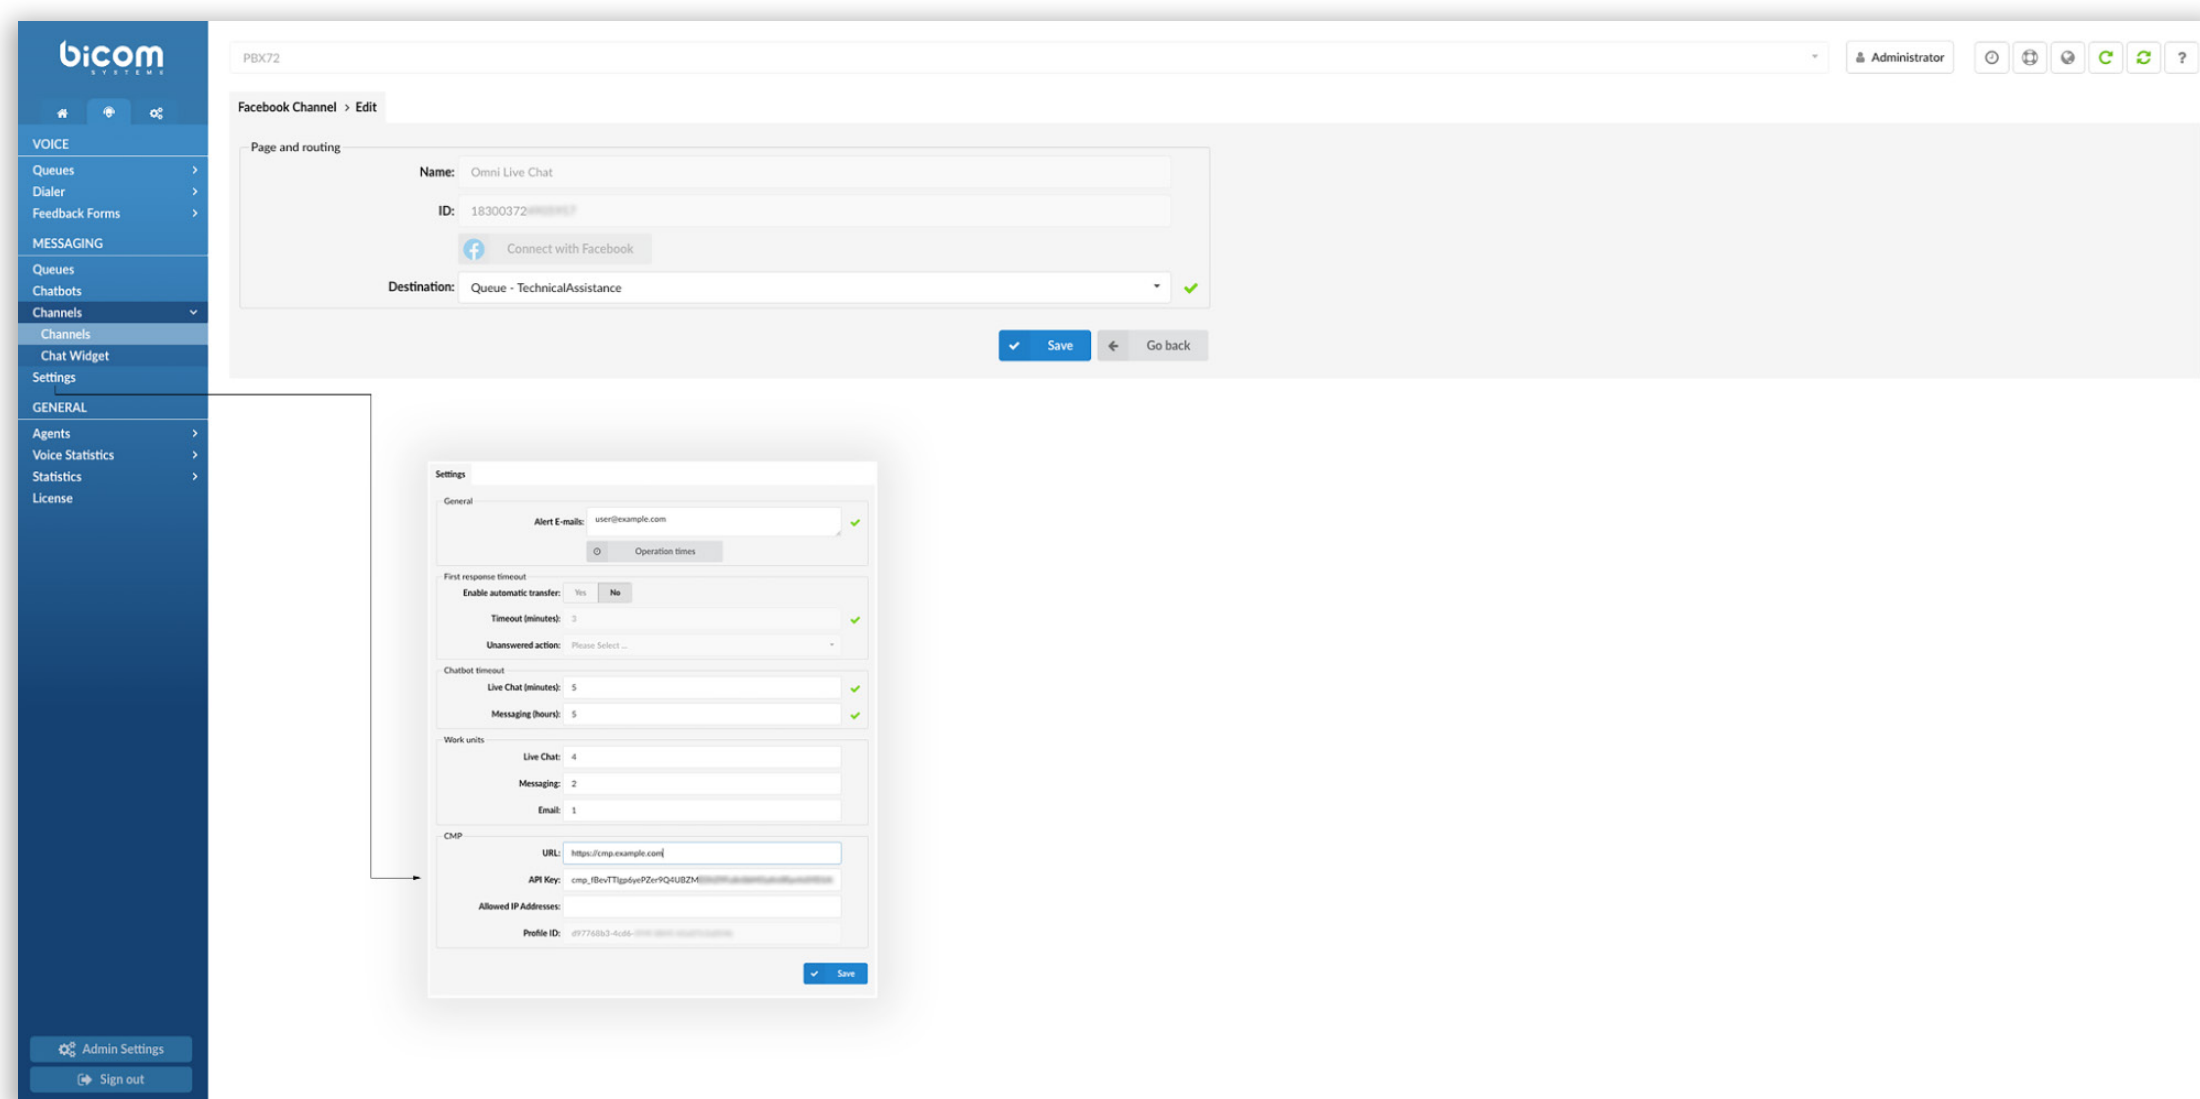 bicom
SYSTEMS
VOICE
Queues
Dialer
Feedback Forms
MESSAGING
Queues
Chatbots
Channels
Channels
Chat Widget
Settings
GENERAL
Agents
Voice Statistics
Statistics
License
Admin Settings
Sign out
PBX72
Administrator
?
Facebook Channel > Edit
Page and routing
Name: Omni Live Chat
ID: 18300372
Connect with Facebook
Destination: Queue - TechnicalAssistance
Save
Go back
Settings
General
Alert E-mails: user@example.com
Operation times
First response timeout
Enable automatic transfer: Yes No
Timeout (minutes): 3
Unanswered action: Please Select ...
Chatbot timeout
Live Chat (minutes): 5
Messaging (hours): 5
Work units
Live Chat: 4
Messaging: 2
Email: 1
CMP
URL: https://cmp.example.com
API Key: cmp_fBevTTlgp6yePZer9Q4U8ZM
Allowed IP Addresses:
Profile ID: d97768b3-4cd6-
Save